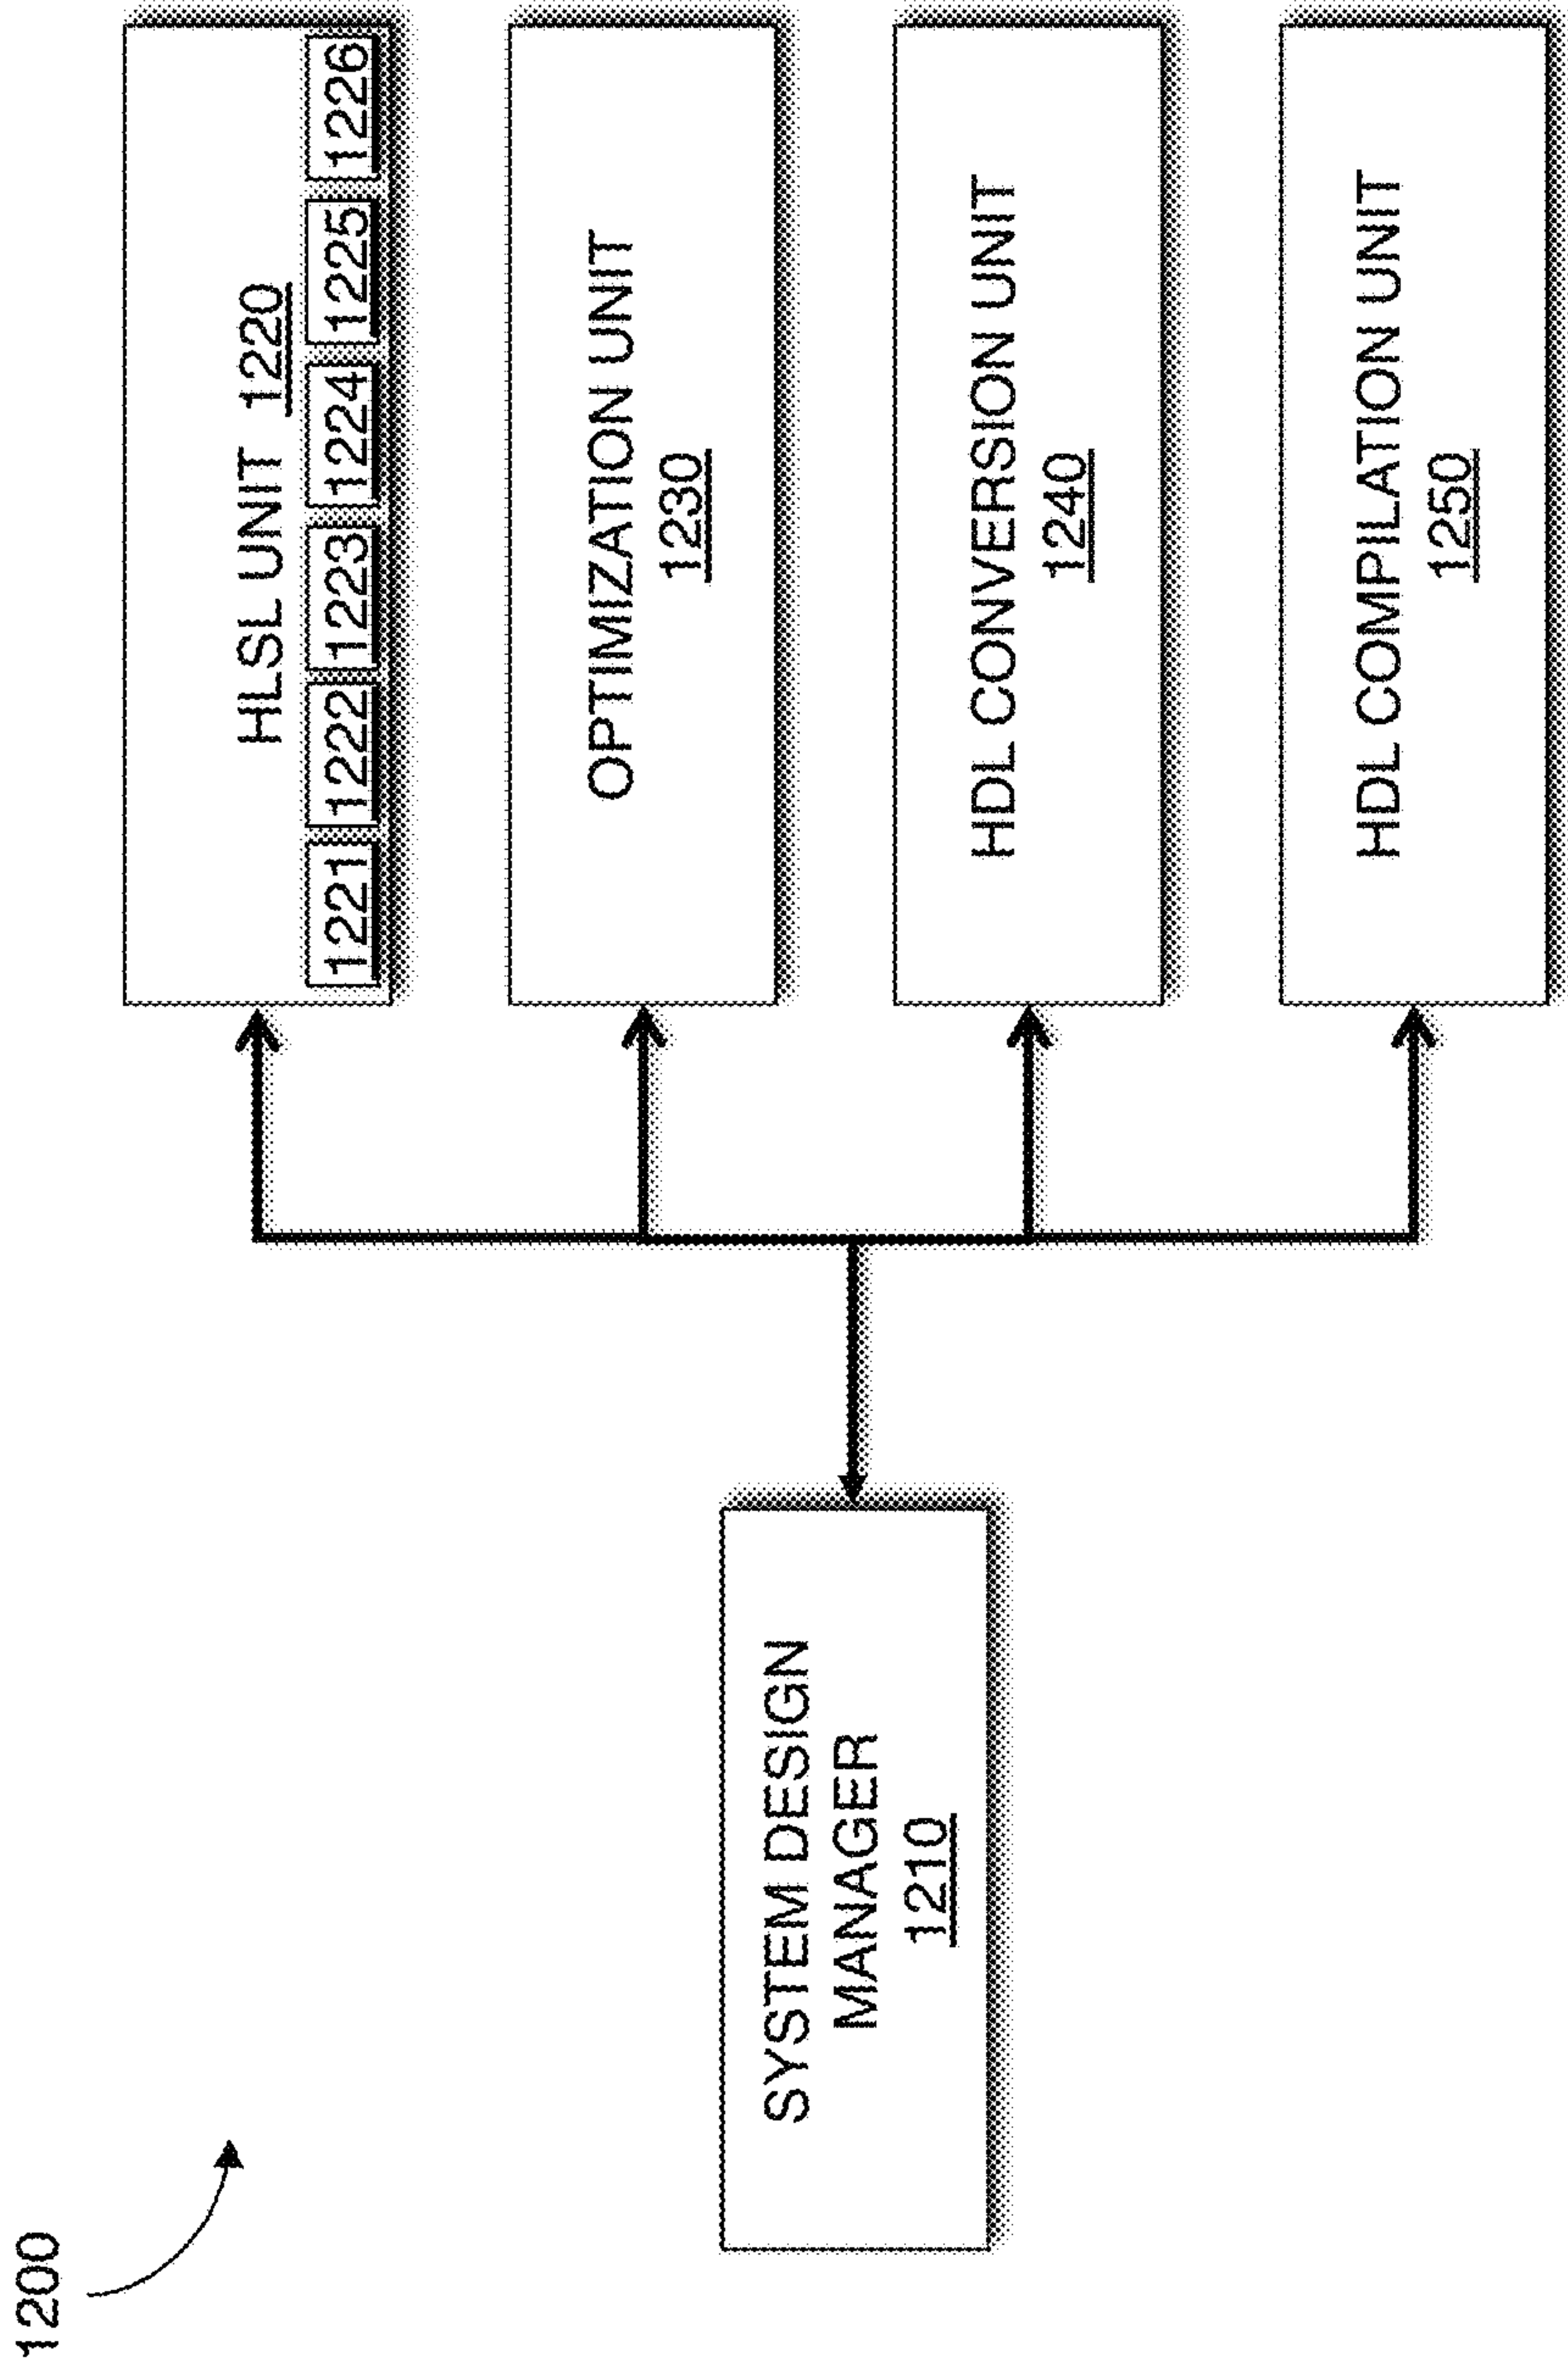 1200
SYSTEM DESIGN
MANAGER
1210
HLSL UNIT 1220
1221 1222 1223 1224 1225 1226
OPTIMIZATION UNIT
1230
HDL CONVERSION UNIT
1240
HDL COMPILATION UNIT
1250